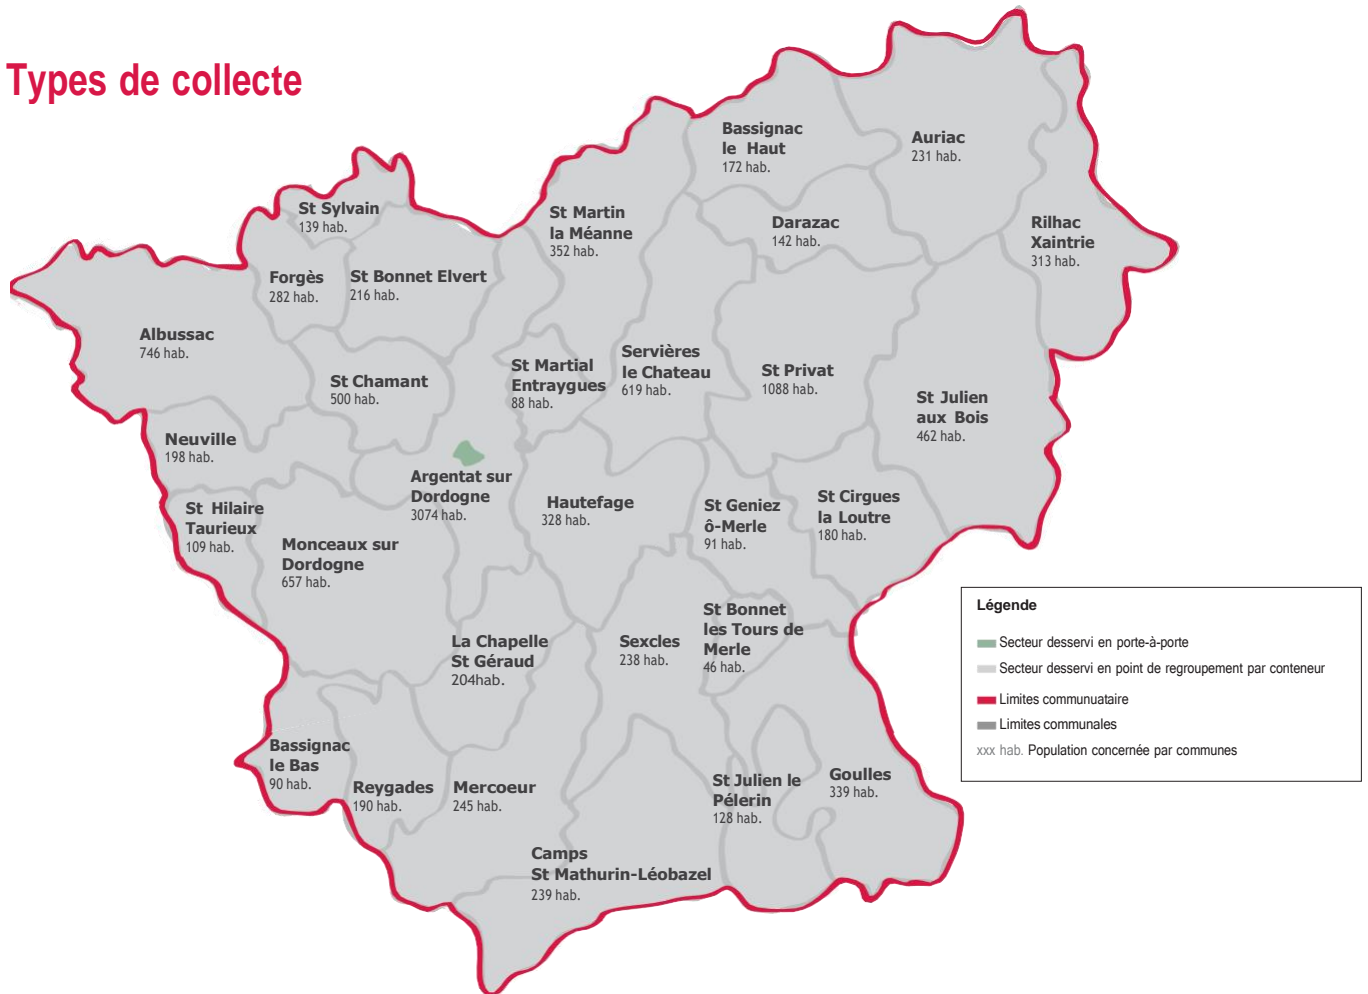 Types de collecte
Bassignac
le Haut
172 hab.
Auriac
231 hab.
St Sylvain
139 hab.
St Martin
la Méanne
352 hab.
Darazac
142 hab.
Rilhac
Xaintrie
313 hab.
Forgès
282 hab.
St Bonnet Elvert
216 hab.
Albussac
746 hab.
St Chamant
500 hab.
St Martial
Entraygues
88 hab.
Servières
le Chateau
619 hab.
St Privat
1088 hab.
St Julien
aux Bois
462 hab.
Neuville
198 hab.
Argentat sur
Dordogne
3074 hab.
Hautefage
328 hab.
St Geniez
ô-Merle
91 hab.
St Cirgues
la Loutre
180 hab.
St Hilaire
Taurieux
109 hab.
Monceaux sur
Dordogne
657 hab.
La Chapelle
St Géraud
204hab.
Sexcles
238 hab.
St Bonnet
les Tours de
Merle
46 hab.
Bassignac
le Bas
90 hab.
Reygades
190 hab.
Mercoeur
245 hab.
St Julien le
Pélerin
128 hab.
Goulles
339 hab.
Camps
St Mathurin-Léobazel
239 hab.
Légende
Secteur desservi en porte-à-porte
Secteur desservi en point de regroupement par conteneur
Limites communuataire
Limites communales
xxx hab. Population concernée par communes